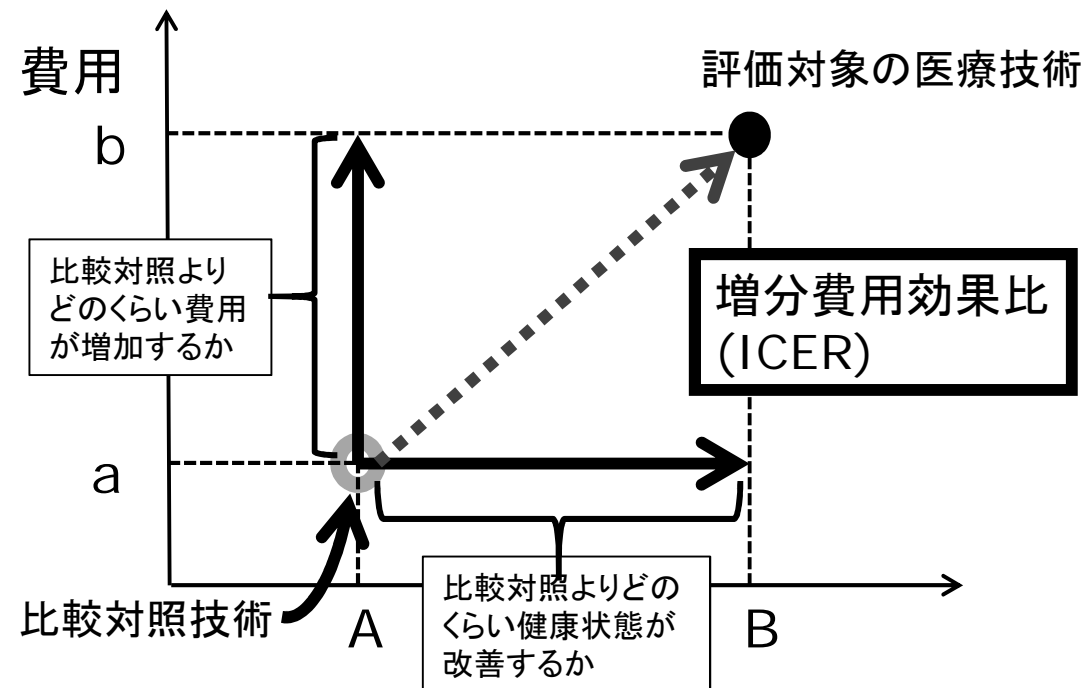 費用
評価対象の医療技術
b
比較対照より
どのくらい費用
が増加するか
増分費用効果比
(ICER)
a
比較対照技術
A
比較対照よりどの
くらい健康状態が
改善するか
B